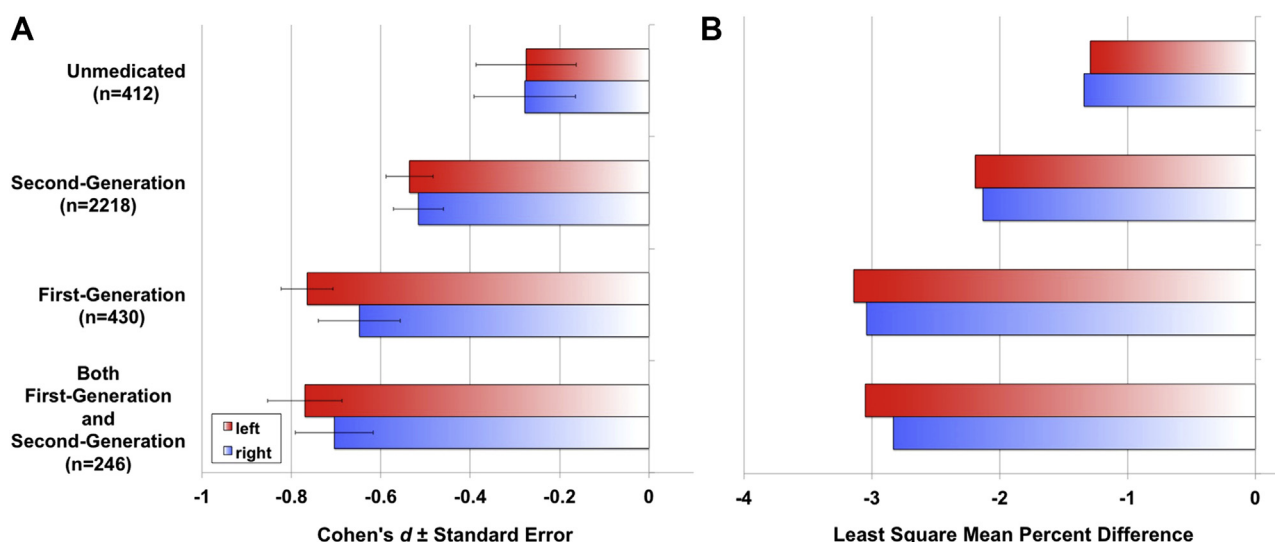 A
Unmedicated
(n=412)
Second-Generation
(n=2218)
First-Generation
(n=430)
Both
First-Generation
and
Second-Generation
(n=246)
left
right
-1 -0.8 -0.6 -0.4 -0.2 0
Cohen's d ± Standard Error
B
-4 -3 -2 -1 0
Least Square Mean Percent Difference